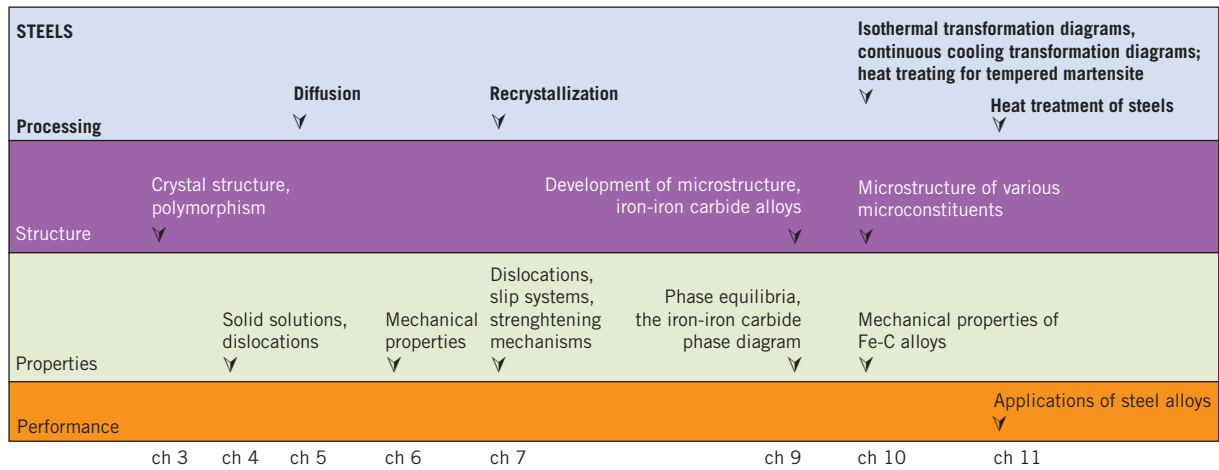 STEELS
Isothermal transformation diagrams,
continuous cooling transformation diagrams;
heat treating for tempered martensite
Diffusion
Recrystallization
Heat treatment of steels
Processing
Crystal structure,
polymorphism
Development of microstructure,
iron-iron carbide alloys
Microstructure of various
microconstituents
Structure
Solid solutions,
dislocations
Mechanical
properties
Dislocations,
slip systems,
strenghtening
mechanisms
Phase equilibria,
the iron-iron carbide
phase diagram
Mechanical properties of
Fe-C alloys
Properties
Applications of steel alloys
Performance
ch 3 ch 4 ch 5 ch 6 ch 7 ch 9 ch 10 ch 11